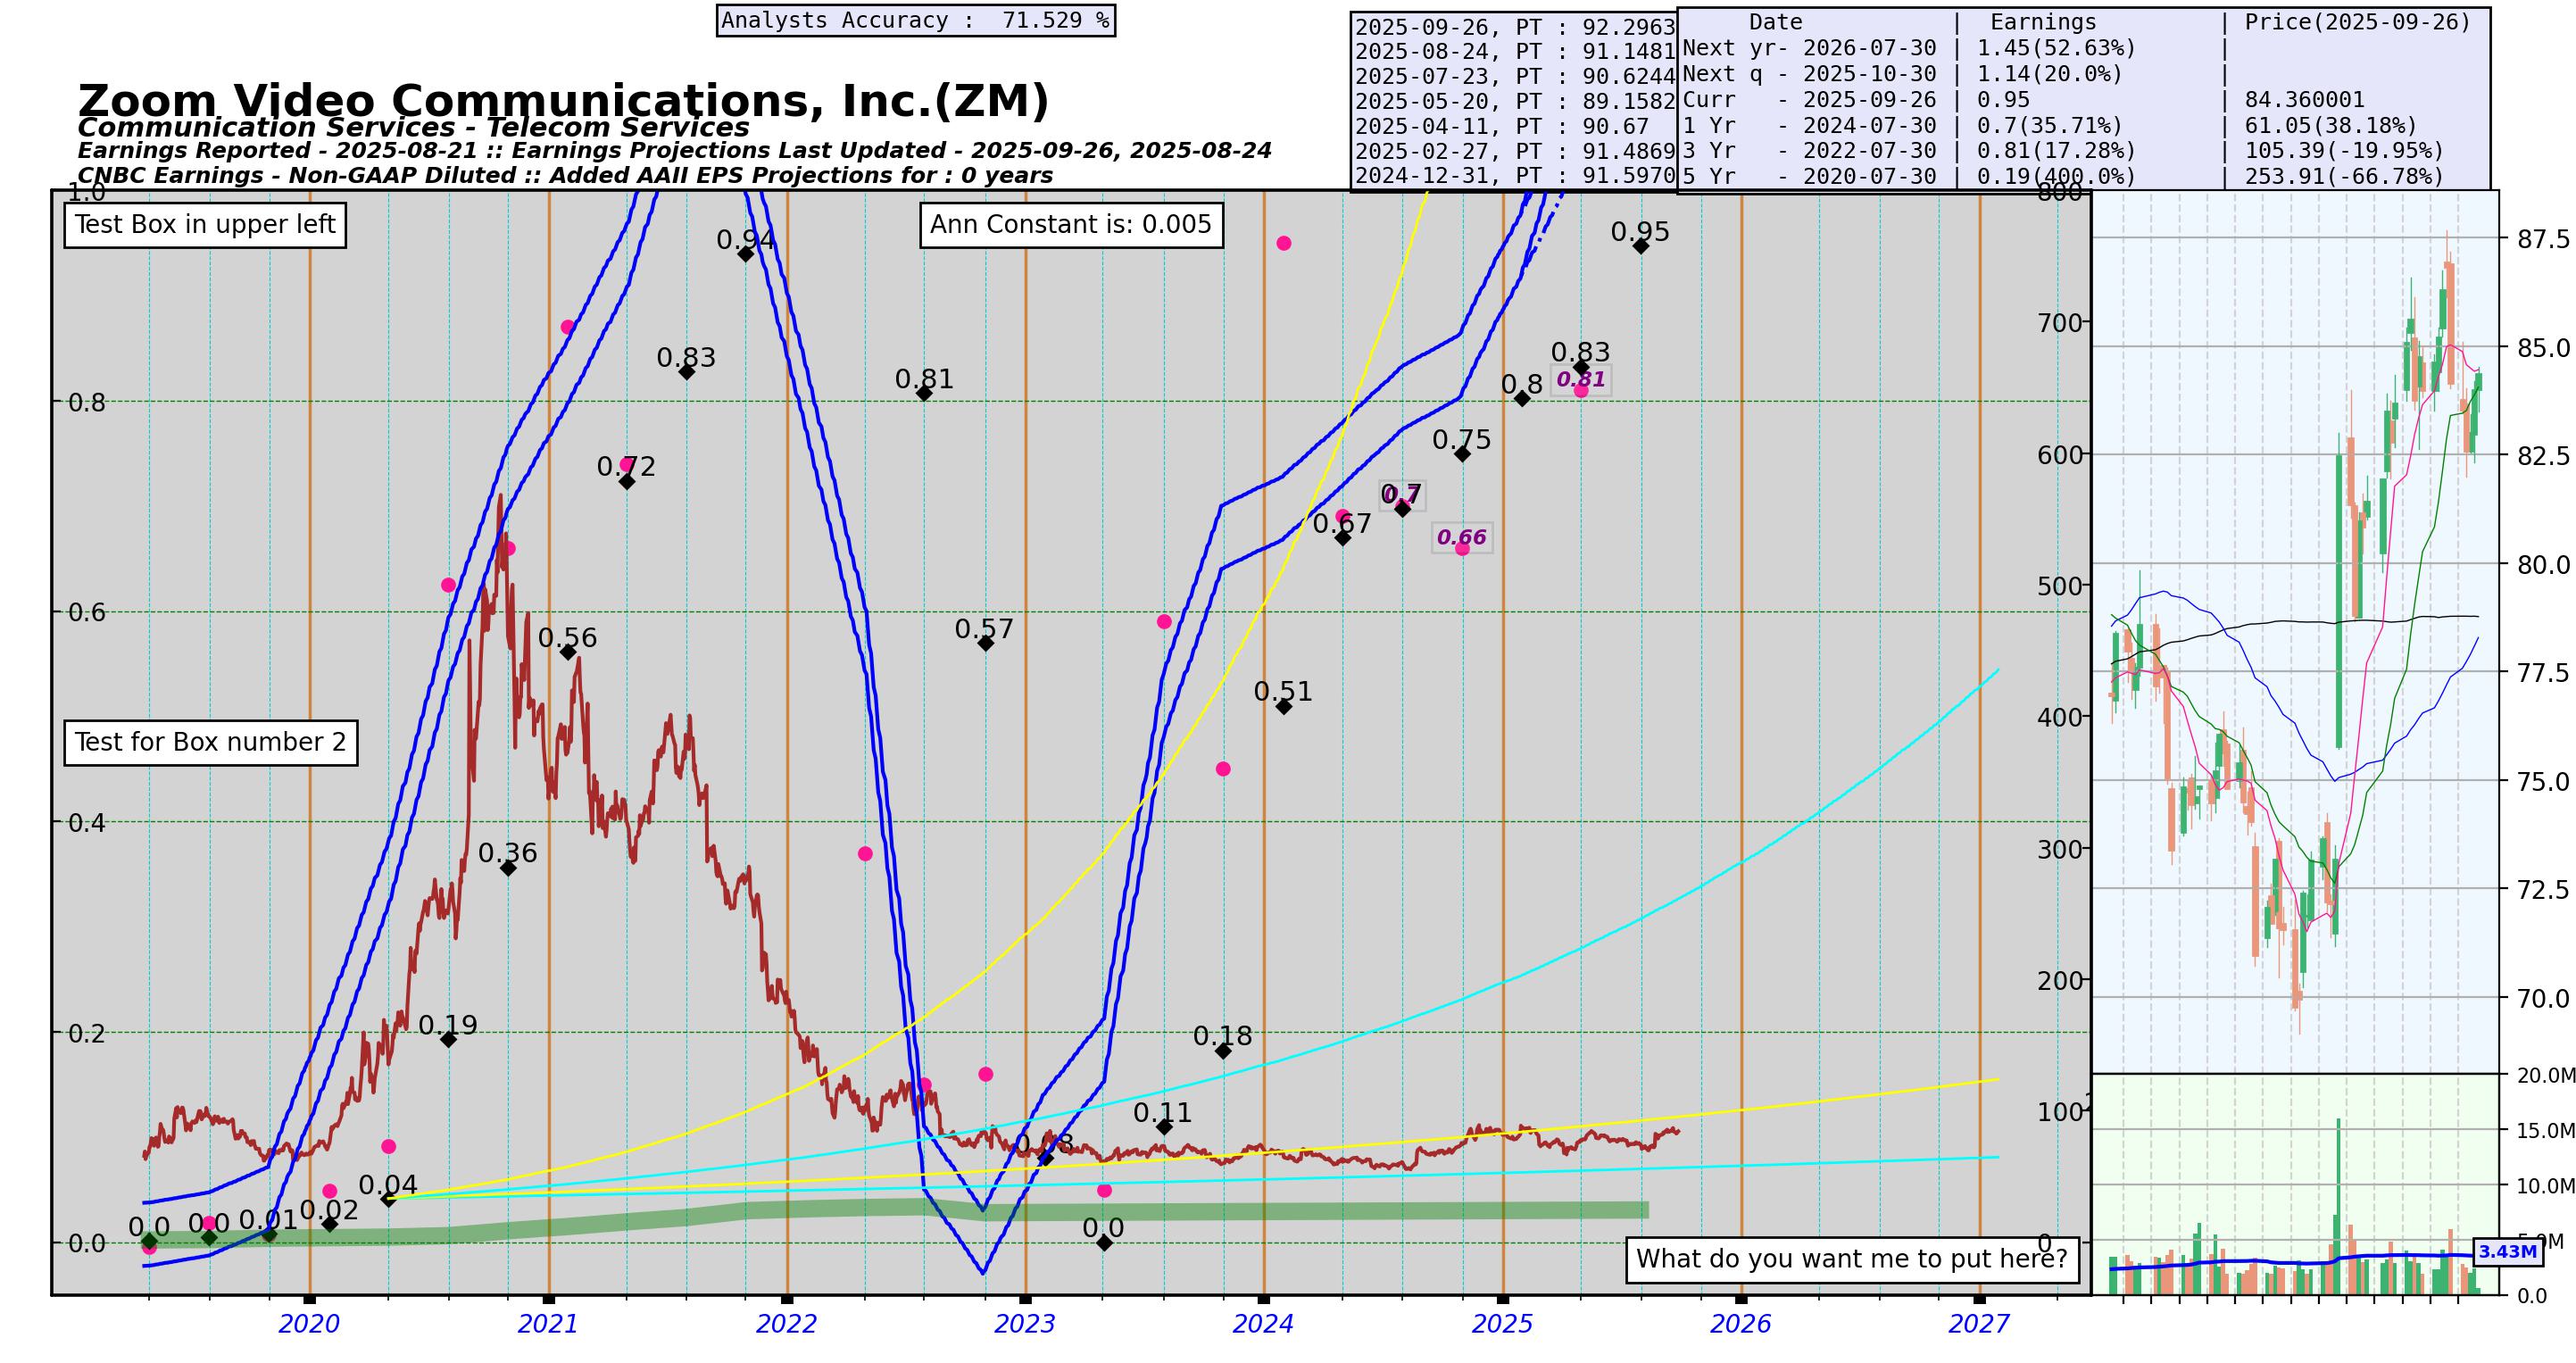 Analysts Accuracy :  71.529 %
2025-09-26, PT : 92.2963
2025-08-24, PT : 91.1481
2025-07-23, PT : 90.6244
2025-05-20, PT : 89.1582
2025-04-11, PT : 90.67
2025-02-27, PT : 91.4869
2024-12-31, PT : 91.5970
Date | Earnings | Price(2025-09-26)
Next yr- 2026-07-30 | 1.45(52.63%) |
Next q - 2025-10-30 | 1.14(20.0%) |
Curr - 2025-09-26 | 0.95 | 84.360001
1 Yr - 2024-07-30 | 0.7(35.71%) | 61.05(38.18%)
3 Yr - 2022-07-30 | 0.81(17.28%) | 105.39(-19.95%)
5 Yr - 2020-07-30 | 0.19(400.0%) | 253.91(-66.78%)
Zoom Video Communications, Inc.(ZM)
Communication Services - Telecom Services
Earnings Reported - 2025-08-21 :: Earnings Projections Last Updated - 2025-09-26, 2025-08-24
CNBC Earnings - Non-GAAP Diluted :: Added AAII EPS Projections for : 0 years
Test Box in upper left
Ann Constant is: 0.005
Test for Box number 2
What do you want me to put here?
1.0
0.8
0.6
0.4
0.2
0.0
0.0
0.0
0.01
0.02
0.04
0.19
0.36
0.56
0.72
0.83
0.94
0.81
0.57
0.08
0.0
0.11
0.18
0.51
0.67
0.7
0.75
0.66
0.8
0.83
0.81
0.95
800
700
600
500
400
300
200
100
0
87.5
85.0
82.5
80.0
77.5
75.0
72.5
70.0
20.0M
15.0M
10.0M
5.0M
3.43M
0.0
2020
2021
2022
2023
2024
2025
2026
2027